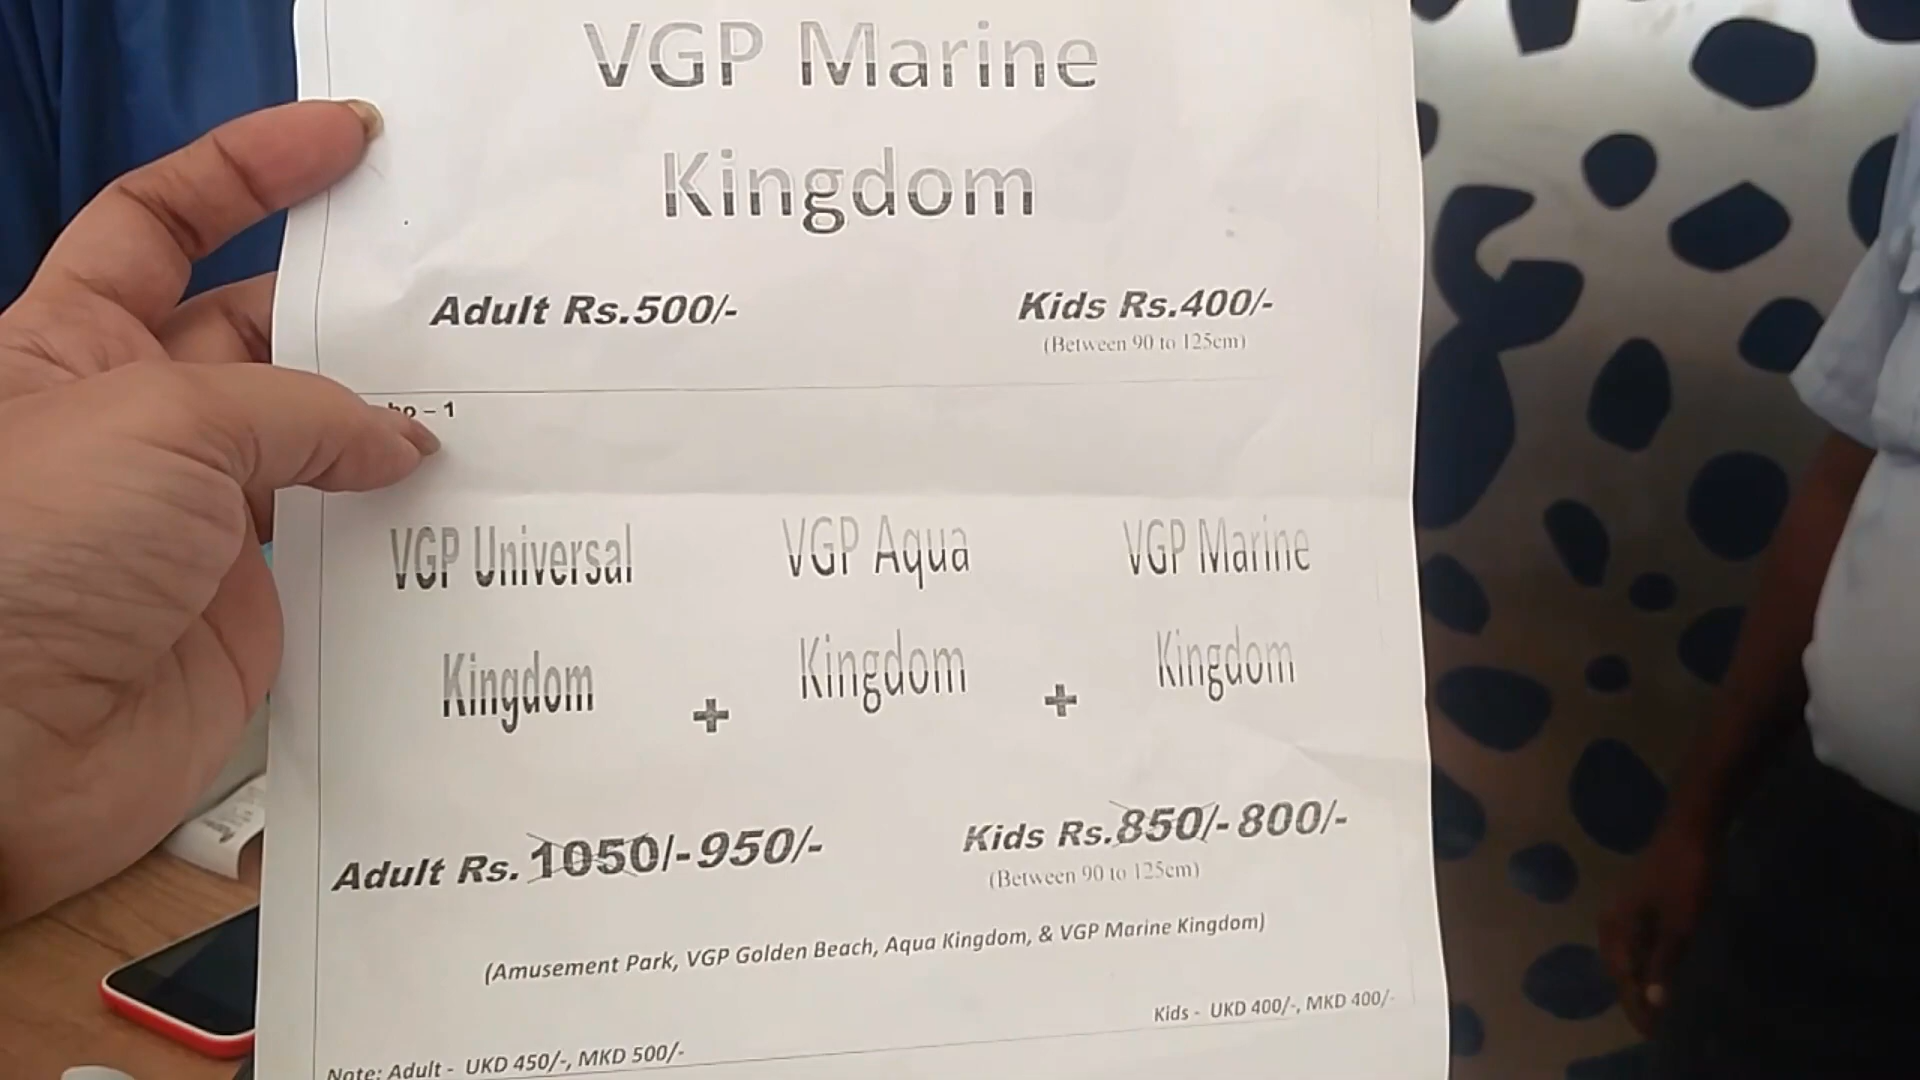 VGP Marine
Kingdom
Adult Rs.500/- Kids Rs.400/-
(Between 90 to 125cm)
– 1
VGP Universal VGP Aqua VGP Marine
Kingdom + Kingdom + Kingdom
Adult Rs. 1050/- 950/- Kids Rs. 850/- 800/-
(Between 90 to 125cm)
(Amusement Park, VGP Golden Beach, Aqua Kingdom, & VGP Marine Kingdom)
Note: Adult - UKD 450/-, MKD 500/- Kids - UKD 400/-, MKD 400/-